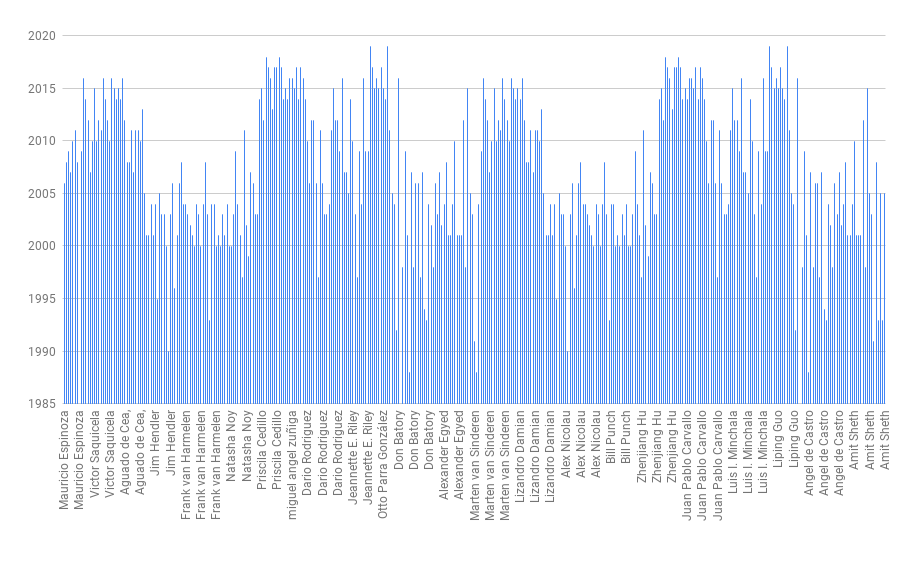 2020
2015
2010
2005
2000
1995
1990
1985
Mauricio Espinoza
Mauricio Espinoza
Víctor Saquicela
Víctor Saquicela
Aguado de Cea,
Aguado de Cea,
Jim Hendler
Jim Hendler
Frank van Harmelen
Frank van Harmelen
Frank van Harmelen
Natasha Noy
Natasha Noy
Priscila Cedillo
Priscila Cedillo
miguel angel zuñiga
Dario Rodriguez
Dario Rodriguez
Dario Rodriguez
Jeannette E. Riley
Jeannette E. Riley
Otto Parra González
Don Batory
Don Batory
Don Batory
Alexander Egyed
Alexander Egyed
Marten van Sinderen
Marten van Sinderen
Marten van Sinderen
Lizandro Damian
Lizandro Damian
Lizandro Damian
Alex Nicolau
Alex Nicolau
Alex Nicolau
Bill Punch
Bill Punch
Zhenjiang Hu
Zhenjiang Hu
Zhenjiang Hu
Juan Pablo Carvallo
Juan Pablo Carvallo
Juan Pablo Carvallo
Luis I. Minchala
Luis I. Minchala
Luis I. Minchala
Liping Guo
Liping Guo
Angel de Castro
Angel de Castro
Angel de Castro
Amit Sheth
Amit Sheth
Amit Sheth